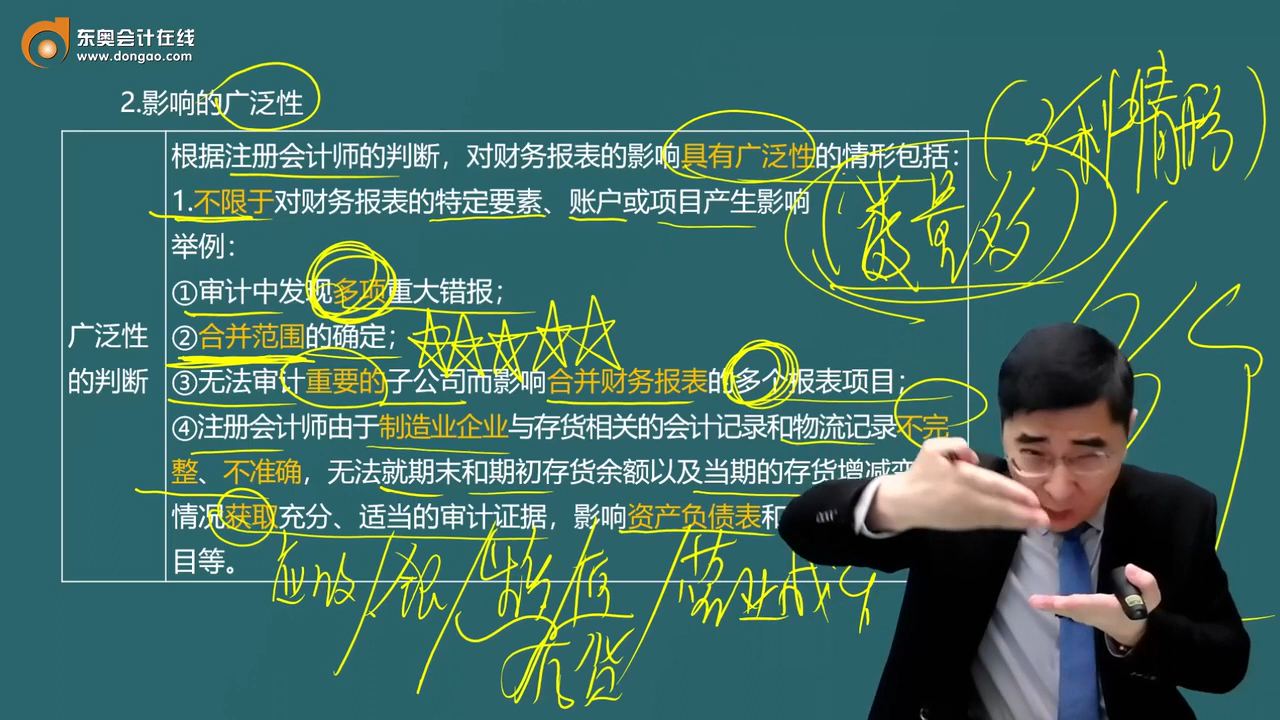 东奥会计在线
www.dongao.com
2.影响的广泛性
根据注册会计师的判断，对财务报表的影响具有广泛性的情形包括：
1.不限于对财务报表的特定要素、账户或项目产生影响
举例：
①审计中发现多项重大错报；
②合并范围的确定；
广泛性
的判断
③无法审计重要的子公司而影响合并财务报表的多个报表项目；
④注册会计师由于制造业企业与存货相关的会计记录和物流记录不完
整、不准确，无法就期末和期初存货余额以及当期的存货增减变
情况获取充分、适当的审计证据，影响资产负债表和
目等。
存货